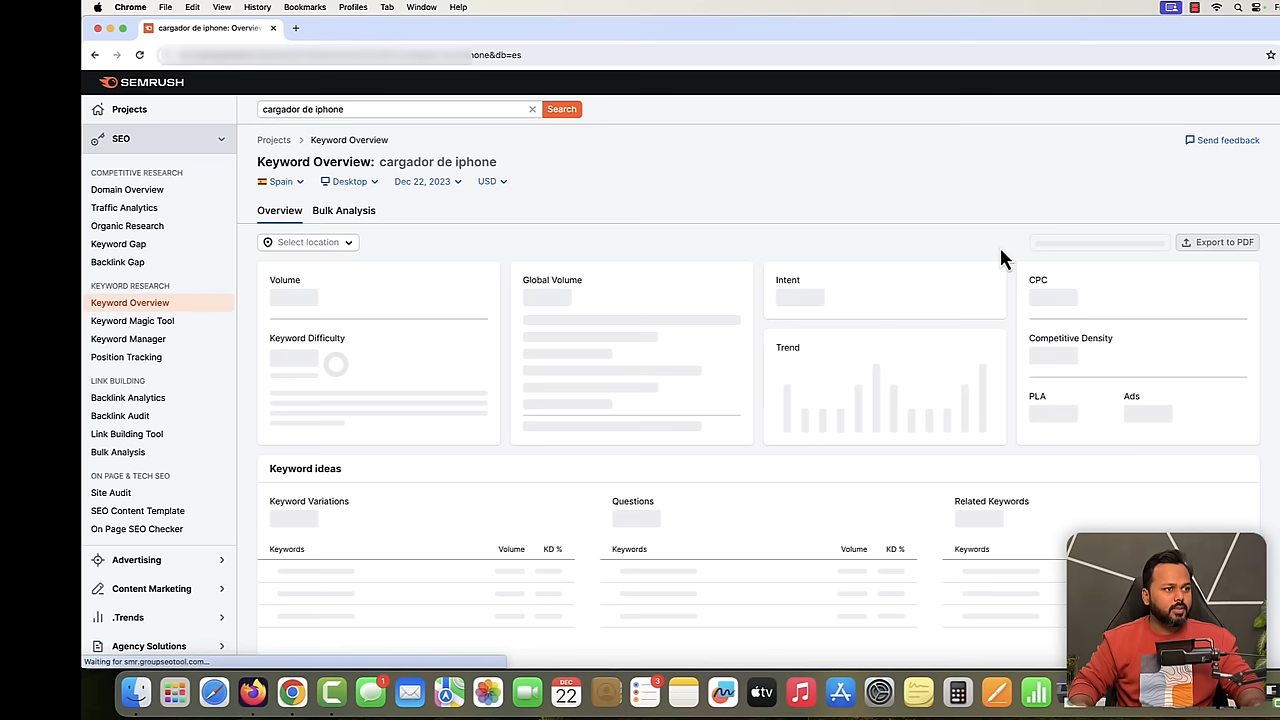 Chrome File Edit View History Bookmarks Profiles Tab Window Help
cargador de iphone: Overview
hone&db=es
SEMRUSH
Projects
cargador de iphone
Search
SEO
Projects > Keyword Overview
Send feedback
Keyword Overview: cargador de iphone
Spain Desktop Dec 22, 2023 USD
COMPETITIVE RESEARCH
Domain Overview
Traffic Analytics
Organic Research
Keyword Gap
Backlink Gap
KEYWORD RESEARCH
Keyword Overview
Keyword Magic Tool
Keyword Manager
Position Tracking
LINK BUILDING
Backlink Analytics
Backlink Audit
Link Building Tool
Bulk Analysis
ON PAGE & TECH SEO
Site Audit
SEO Content Template
On Page SEO Checker
Advertising
Content Marketing
.Trends
Agency Solutions
Overview Bulk Analysis
Select location
Export to PDF
Volume
Keyword Difficulty
Global Volume
Intent
Trend
CPC
Competitive Density
PLA Ads
Keyword ideas
Keyword Variations
Keywords Volume KD %
Questions
Keywords Volume KD %
Related Keywords
Keywords
Waiting for smr.groupseotool.com...
1
DEC
22
3
tv